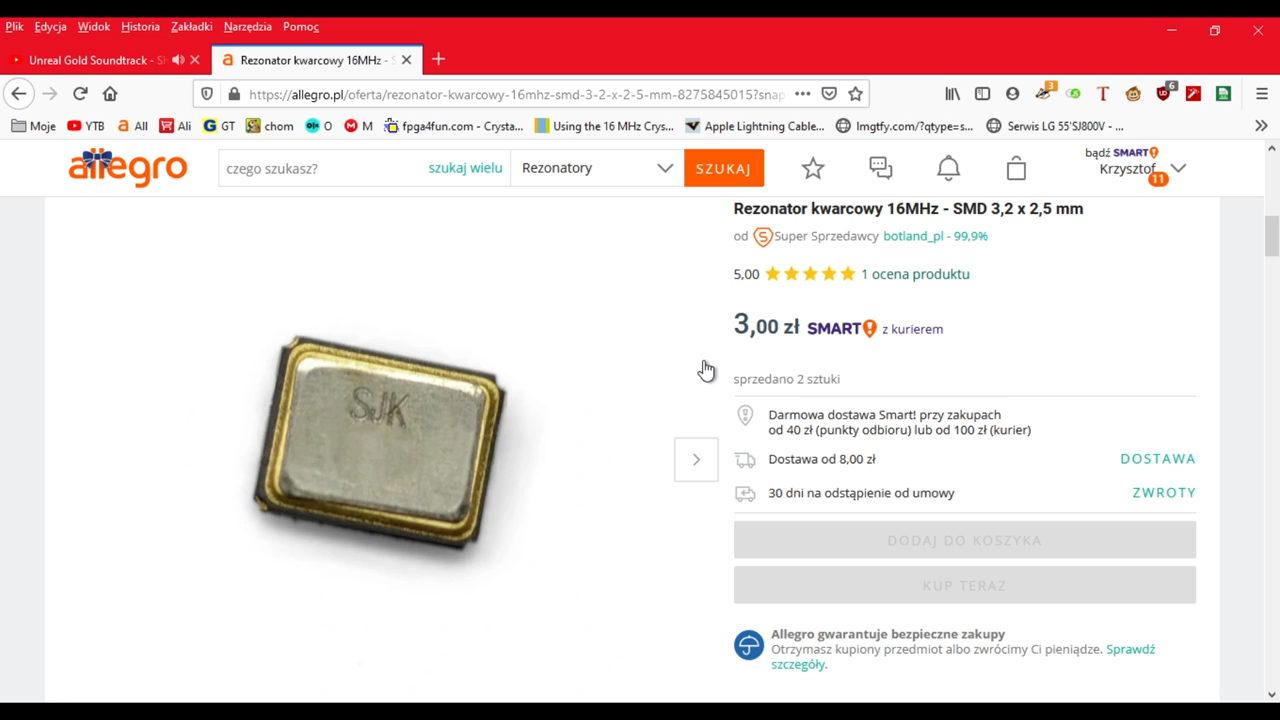 Plik Edycja Widok Historia Zakładki Narzędzia Pomoc
Unreal Gold Soundtrack - S
Rezonator kwarcowy 16MHz - S
https://allegro.pl/oferta/rezonator-kwarcowy-16mhz-smd-3-2-x-2-5-mm-8275845015?snap
3
6
Moje YTB All Ali GT chom O M fpga4fun.com - Crysta... Using the 16 MHz Crys... Apple Lightning Cable... lmgtfy.com/?qtype=s... Serwis LG 55'SJ800V - ...
allegro czego szukasz? szukaj wielu Rezonatory SZUKAJ
bądź SMART!
Krzysztof
11
Rezonator kwarcowy 16MHz - SMD 3,2 x 2,5 mm
od S Super Sprzedawcy botland_pl - 99,9%
5,00 1 ocena produktu
3,00 zł SMART! z kurierem
sprzedano 2 sztuki
Darmowa dostawa Smart! przy zakupach
od 40 zł (punkty odbioru) lub od 100 zł (kurier)
Dostawa od 8,00 zł DOSTAWA
30 dni na odstąpienie od umowy ZWROTY
DODAJ DO KOSZYKA
KUP TERAZ
Allegro gwarantuje bezpieczne zakupy
Otrzymasz kupiony przedmiot albo zwrócimy Ci pieniądze. Sprawdź
szczegóły.
SJK